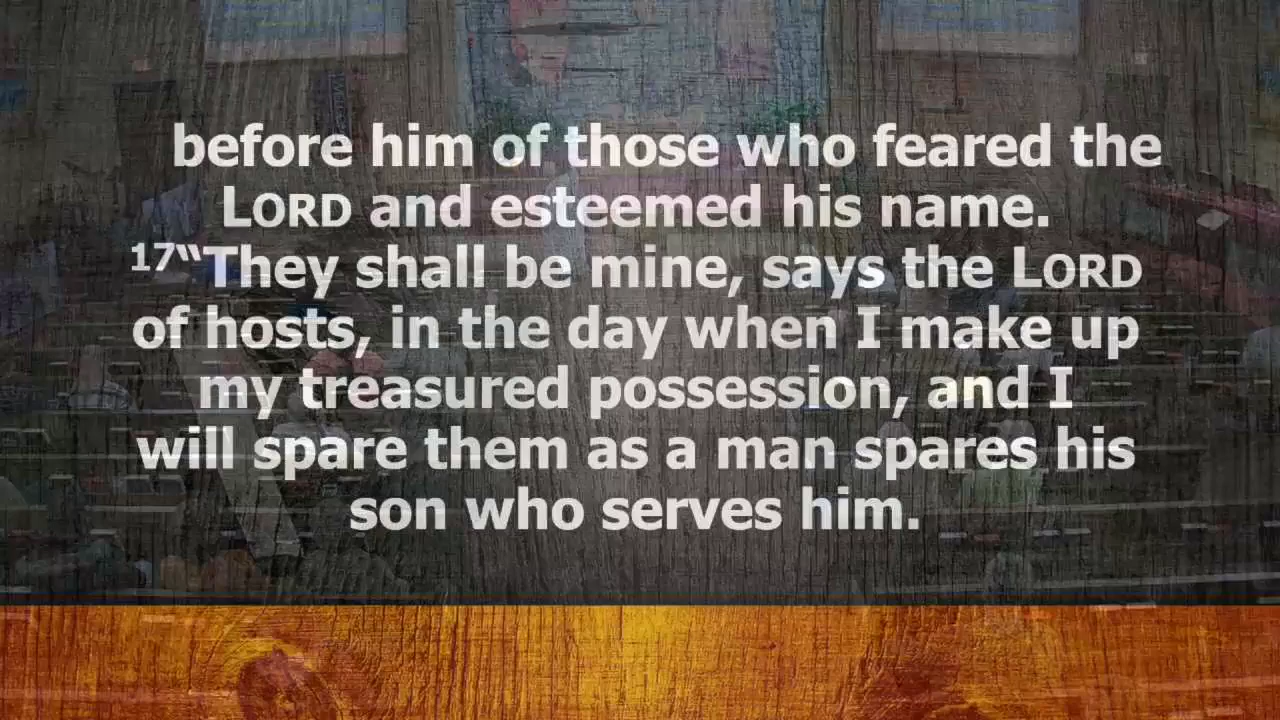 before him of those who feared the
LORD and esteemed his name.
17“They shall be mine, says the LORD
of hosts, in the day when I make up
my treasured possession, and I
will spare them as a man spares his
son who serves him.